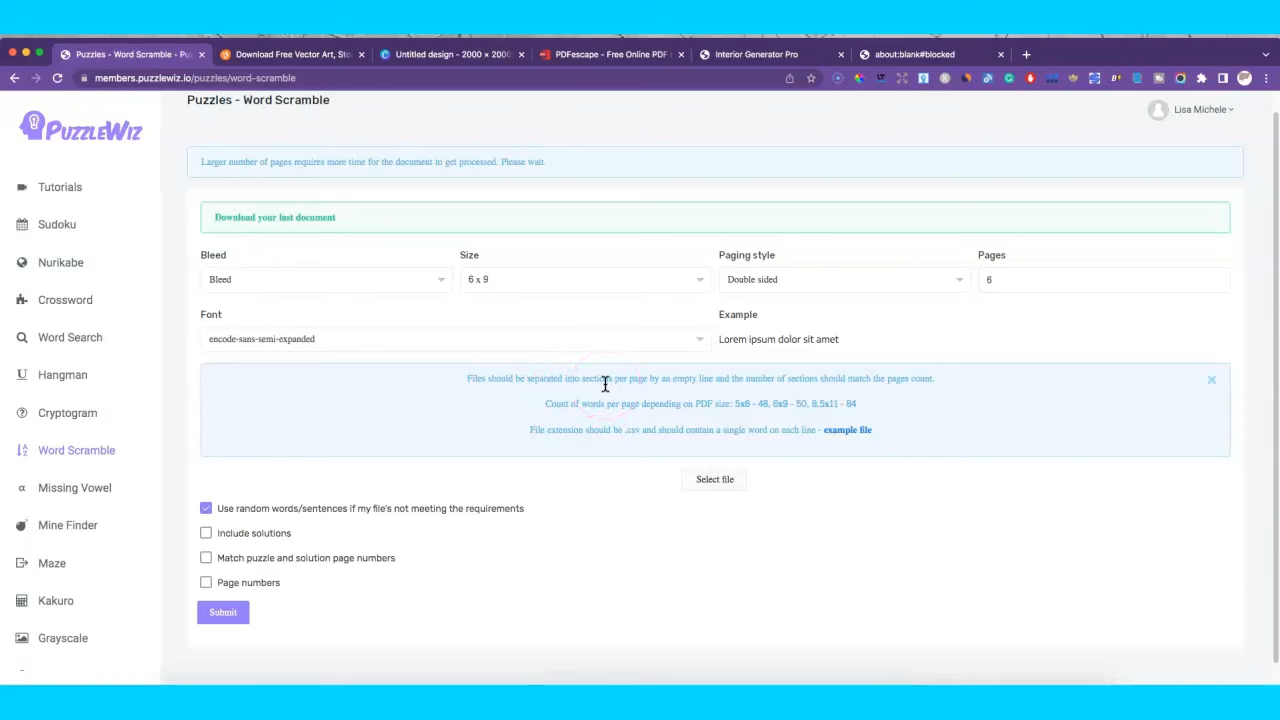 Puzzles - Word Scramble - Pu
Download Free Vector Art, Sto
Untitled design - 2000 × 2000
PDFescape - Free Online PDF
Interior Generator Pro
about:blank#blocked
members.puzzlewiz.io/puzzles/word-scramble
Puzzles - Word Scramble
Lisa Michele
PUZZLEWIZ
Larger number of pages requires more time for the document to get processed. Please wait.
Tutorials
Sudoku
Nurikabe
Crossword
Word Search
Hangman
Cryptogram
Word Scramble
Missing Vowel
Mine Finder
Maze
Kakuro
Grayscale
Download your last document
Bleed
Size
Paging style
Pages
Bleed
6 x 9
Double sided
6
Font
Example
encode-sans-semi-expanded
Lorem ipsum dolor sit amet
Files should be separated into sections per page by an empty line and the number of sections should match the pages count.
Count of words per page depending on PDF size: 5x8 - 48, 6x9 - 50, 8.5x11 - 84
File extension should be .csv and should contain a single word on each line - example file
Select file
Use random words/sentences if my file's not meeting the requirements
Include solutions
Match puzzle and solution page numbers
Page numbers
Submit